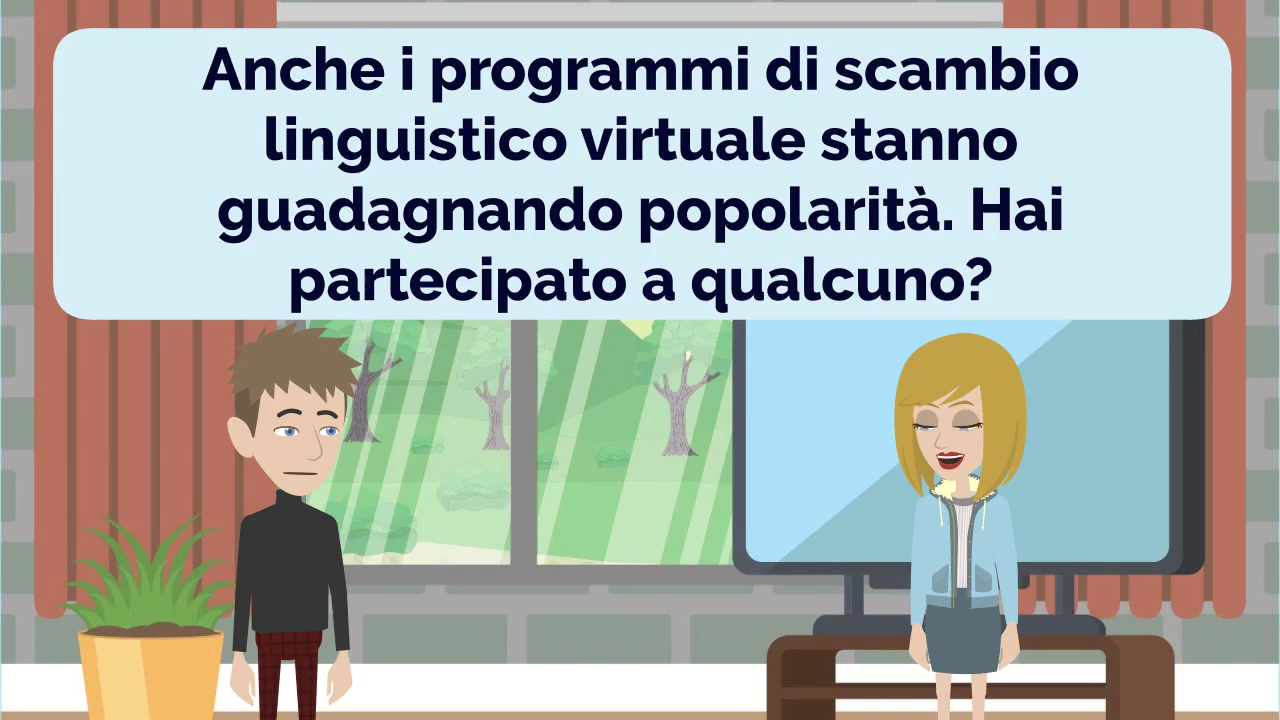 Anche i programmi di scambio
linguistico virtuale stanno
guadagnando popolarità. Hai
partecipato a qualcuno?